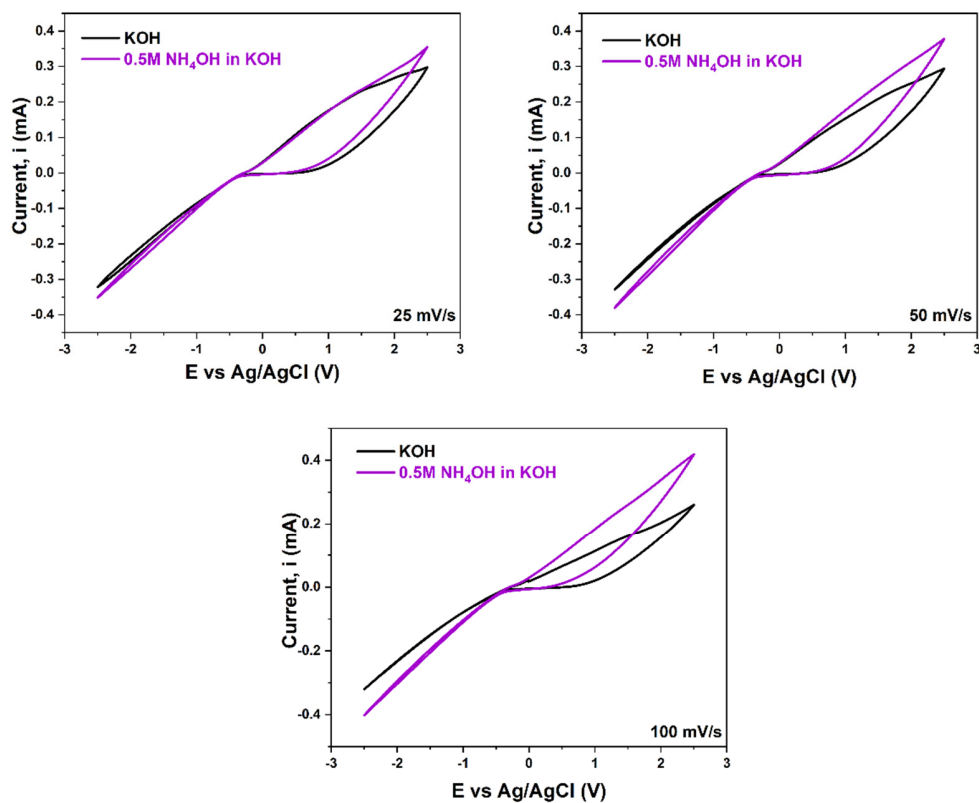 KOH
0.5M NH₄OH in KOH
0.4
0.3
0.2
0.1
0.0
-0.1
-0.2
-0.3
-0.4
Current, i (mA)
25 mV/s
-3 -2 -1 0 1 2 3
E vs Ag/AgCl (V)
KOH
0.5M NH₄OH in KOH
0.4
0.3
0.2
0.1
0.0
-0.1
-0.2
-0.3
-0.4
Current, i (mA)
50 mV/s
-3 -2 -1 0 1 2 3
E vs Ag/AgCl (V)
KOH
0.5M NH₄OH in KOH
0.4
0.2
0.0
-0.2
-0.4
Current, i (mA)
100 mV/s
-3 -2 -1 0 1 2 3
E vs Ag/AgCl (V)